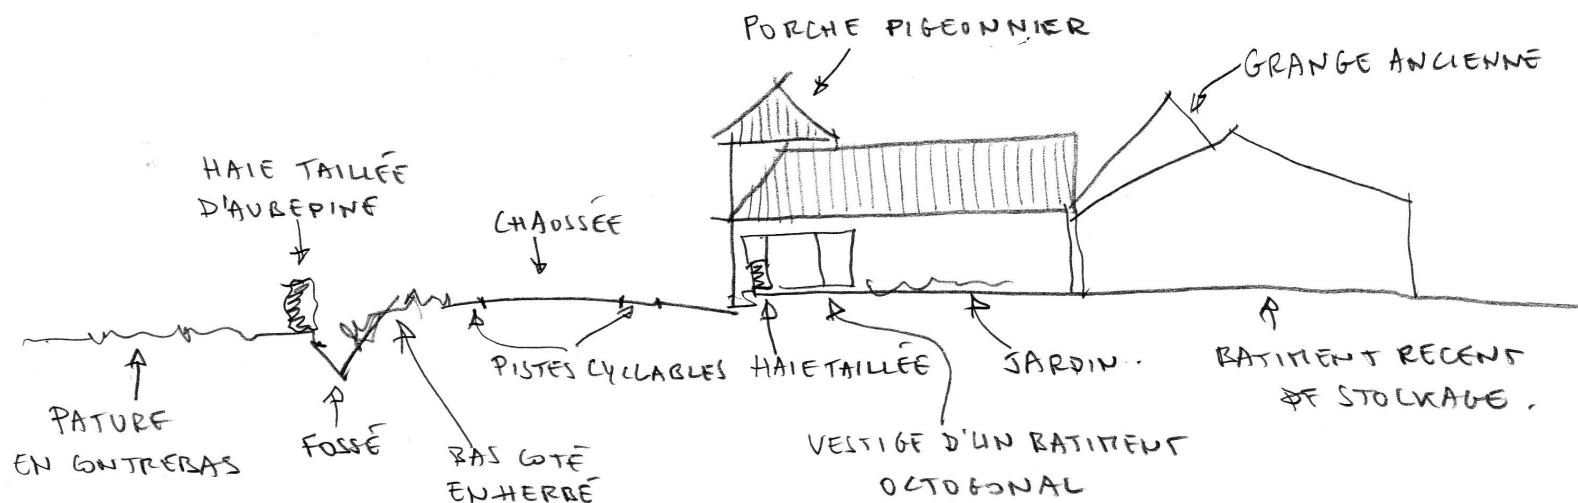 PORCHE PIGEONNIER
GRANGE ANCIENNE
HAIE TAILLÉE
D'AUBEPINE
CHAUSSÉE
PISTES CYCLABLES
HAIE TAILLÉE
JARDIN.
BATIMENT RECENT
DE STOCKAGE.
PATURE
EN CONTREBAS
FOSSÉ
BAS COTÉ
ENHERBÉ
VESTIGE D'UN BATIMENT
OCTOGONAL